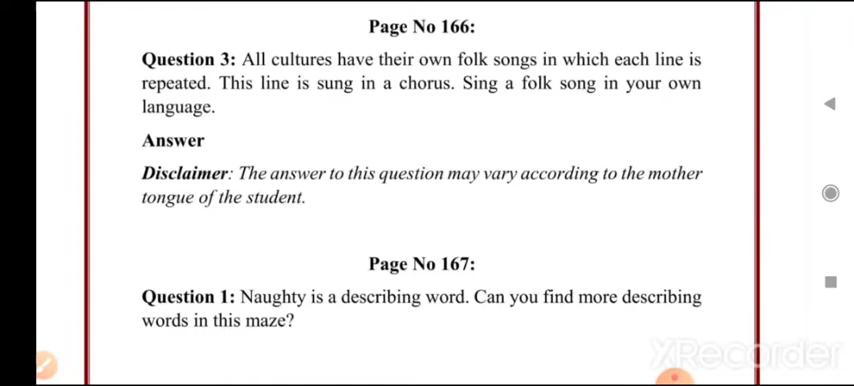 Page No 166:
Question 3: All cultures have their own folk songs in which each line is
repeated. This line is sung in a chorus. Sing a folk song in your own
language.
Answer
Disclaimer: The answer to this question may vary according to the mother
tongue of the student.
Page No 167:
Question 1: Naughty is a describing word. Can you find more describing
words in this maze?
XRecorder